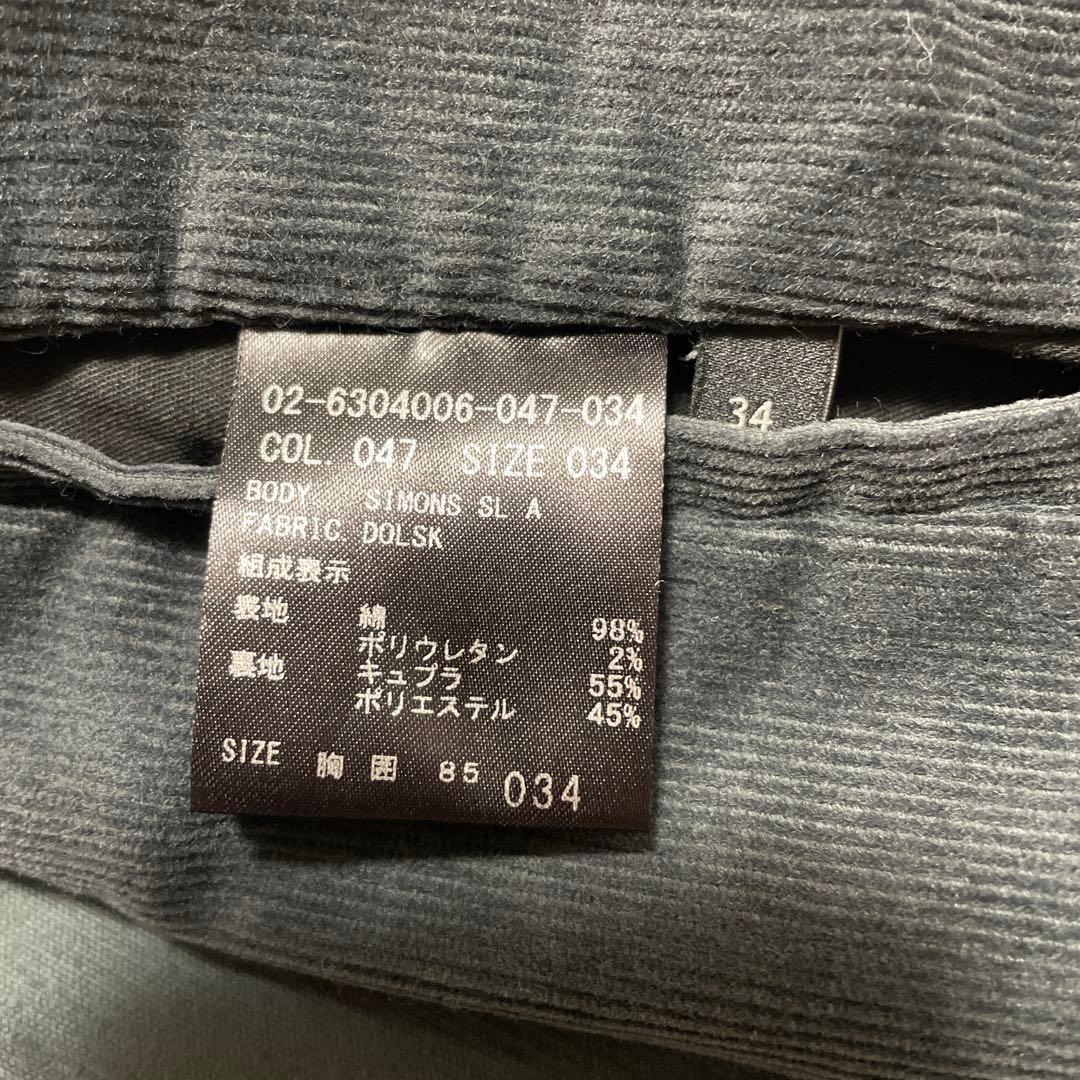 02-6304006-047-034
COL. 047 SIZE 034
BODY SIMONS SL A
FABRIC DOLSK
組成表示
表地 綿 98%
ポリウレタン 2%
裏地 キュプラ 55%
ポリエステル 45%
SIZE 胸囲 85 034
34